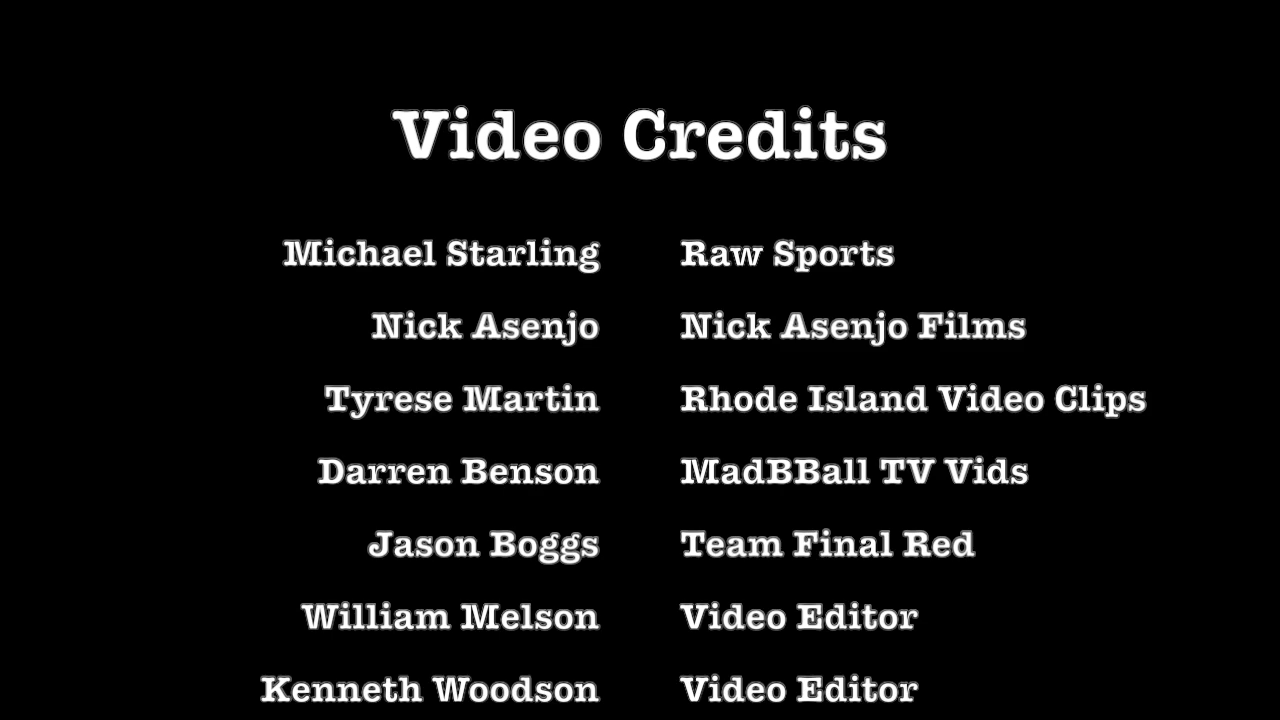 Video Credits
Michael Starling Raw Sports
Nick Asenjo Nick Asenjo Films
Tyrese Martin Rhode Island Video Clips
Darren Benson MadBBall TV Vids
Jason Boggs Team Final Red
William Melson Video Editor
Kenneth Woodson Video Editor